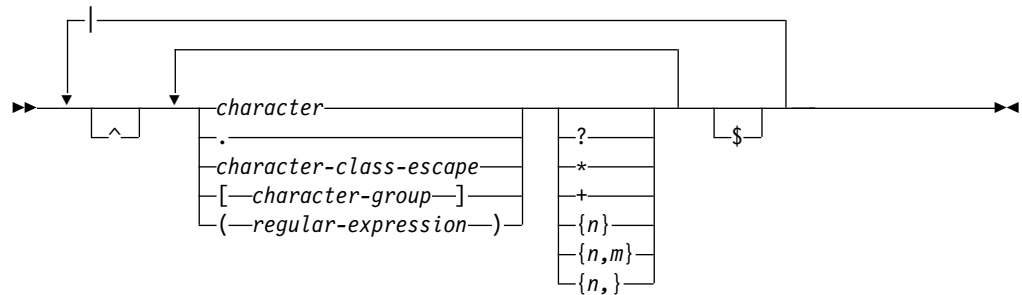 |
character
^ . ? $
character-class-escape *
[ character-group ] +
( regular-expression ) {n}
{n,m}
{n,}